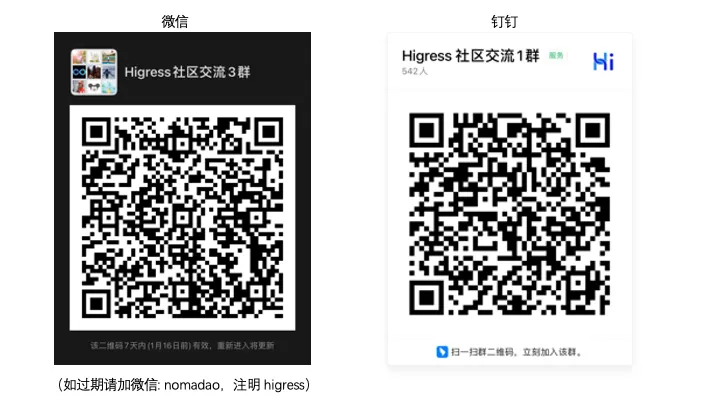 微信
Higress 社区交流 3 群
该二维码 7 天内 (1月16日前) 有效，重新进入将更新
（如过期请加微信: nomadao，注明 higress）
钉钉
Higress 社区交流 1 群 服务
542 人
Hi
扫一扫群二维码，立刻加入该群。